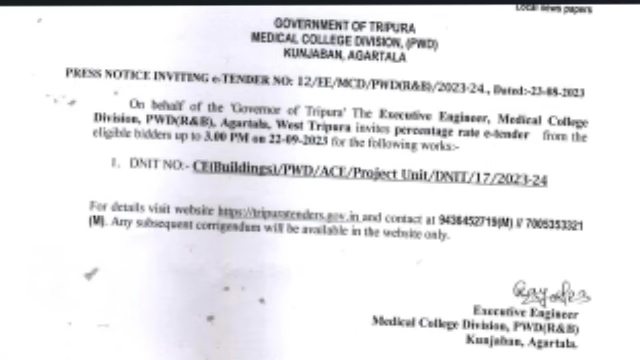 Local news papers
GOVERNMENT OF TRIPURA
MEDICAL COLLEGE DIVISION, (PWD)
KUNJABAN, AGARTALA
PRESS NOTICE INVITING e-TENDER NO: 12/EE/MCD/PWD(R&B)/2023-24., Dated:-23-08-2023
On behalf of the 'Governor of Tripura' The Executive Engineer, Medical College
Division, PWD(R&B), Agartala, West Tripura invites percentage rate e-tender from the
eligible bidders up to 3.00 PM on 22-09-2023 for the following works:-
1. DNIT NO:- CE(Buildings)/PWD/ACE/Project Unit/DNIT/17/2023-24
For details visit website https://tripuratenders.gov.in and contact at 9436452719(M) // 7005353321
(M). Any subsequent corrigendum will be available in the website only.
Executive Engineer
Medical College Division, PWD(R&B)
Kunjaban, Agartala.